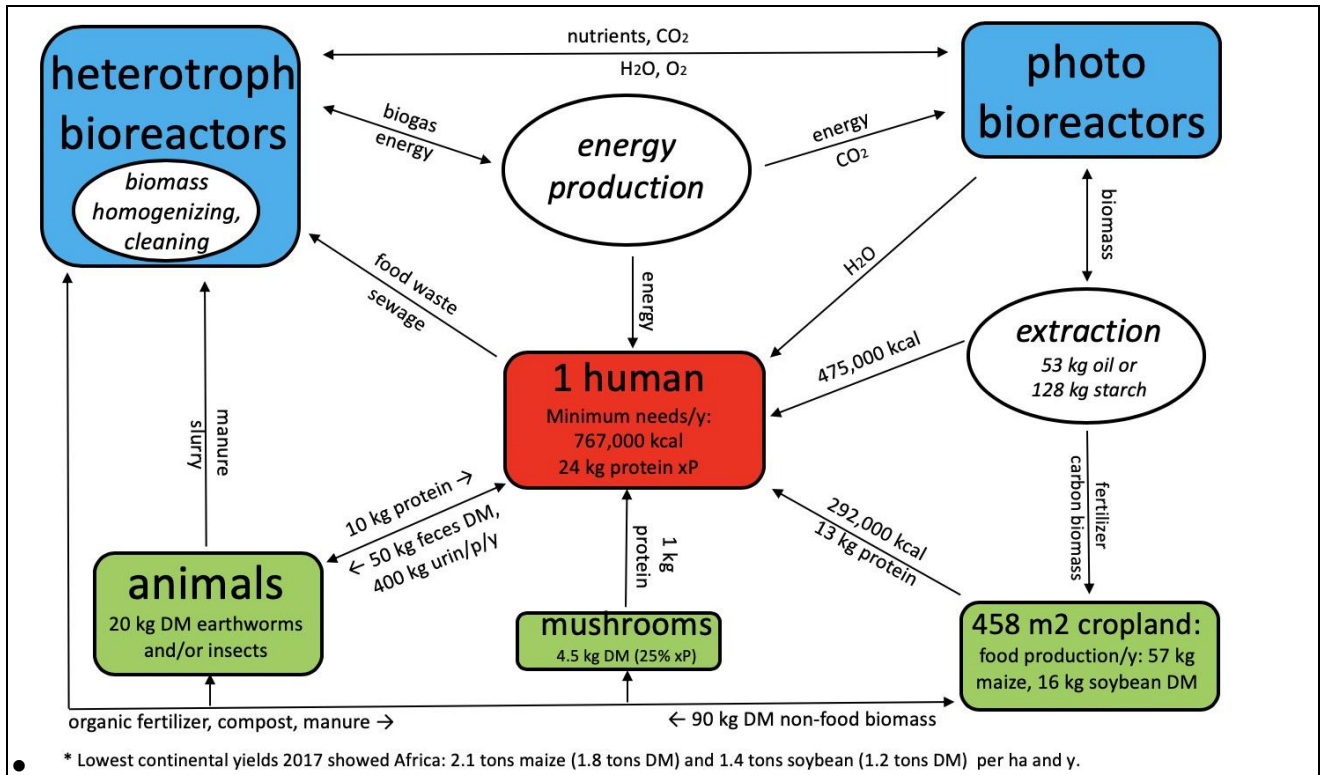 nutrients, CO2
H2O, O2
heterotroph
bioreactors
biomass
homogenizing,
cleaning
biogas
energy
energy
production
energy
CO2
photo
bioreactors
biomass
H2O
food waste
sewage
energy
475,000 kcal
extraction
53 kg oil or
128 kg starch
1 human
Minimum needs/y:
767,000 kcal
24 kg protein xP
manure
slurry
10 kg protein →
← 50 kg feces DM,
400 kg urin/p/y
1 kg
protein
292,000 kcal
13 kg protein
fertilizer
carbon biomass
animals
20 kg DM earthworms
and/or insects
mushrooms
4.5 kg DM (25% xP)
458 m2 cropland:
food production/y: 57 kg
maize, 16 kg soybean DM
organic fertilizer, compost, manure →
← 90 kg DM non-food biomass
* Lowest continental yields 2017 showed Africa: 2.1 tons maize (1.8 tons DM) and 1.4 tons soybean (1.2 tons DM) per ha and y.